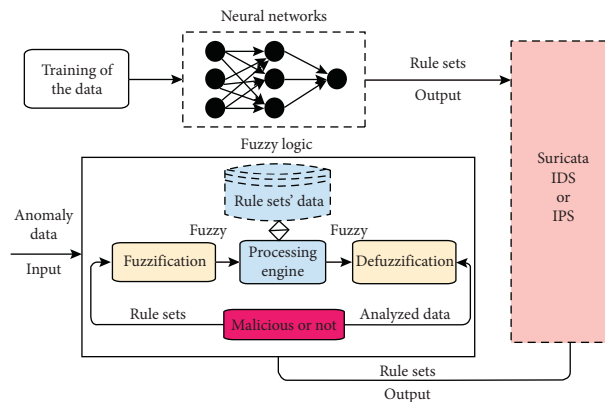 Neural networks
Training of
the data
Rule sets
Output
Suricata
IDS
or
IPS
Fuzzy logic
Anomaly
data
Input
Rule sets' data
Fuzzy
Fuzzy
Fuzzification
Processing
engine
Defuzzification
Rule sets
Malicious or not
Analyzed data
Rule sets
Output